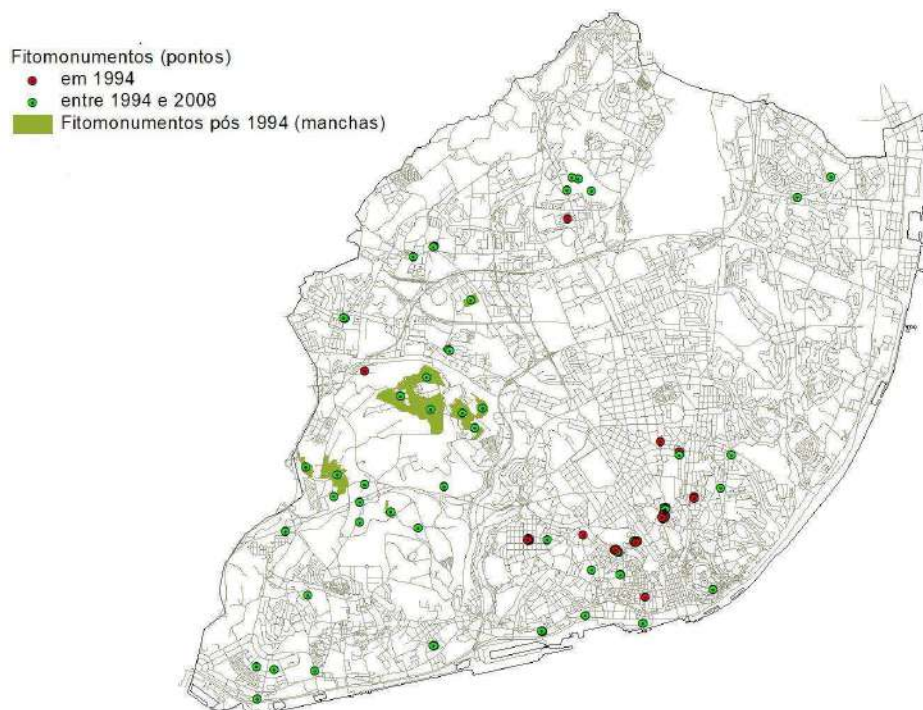 Fitomonumentos (pontos)
em 1994
entre 1994 e 2008
Fitomonumentos pós 1994 (manchas)